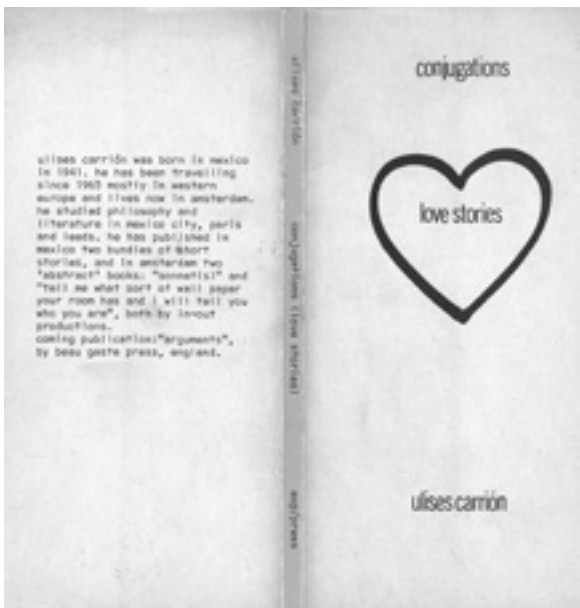 ulises carrión was born in mexico
in 1941. he has been travelling
since 1965 mostly in western
europe and lives now in amsterdam.
he studied philosophy and
literature in mexico city, paris
and leeds. he has published in
mexico two bundles of short
stories, and in amsterdam two
"abstract" books: "sonnet(s)" and
"tell me what sort of wall paper
your room has and i will tell you
who you are", both by in-out
productions.
coming publication:"arguments",
by beau geste press, england.
ulises carrión
conjugations (love stories)
exp/press
conjugations
love stories
ulises carrión